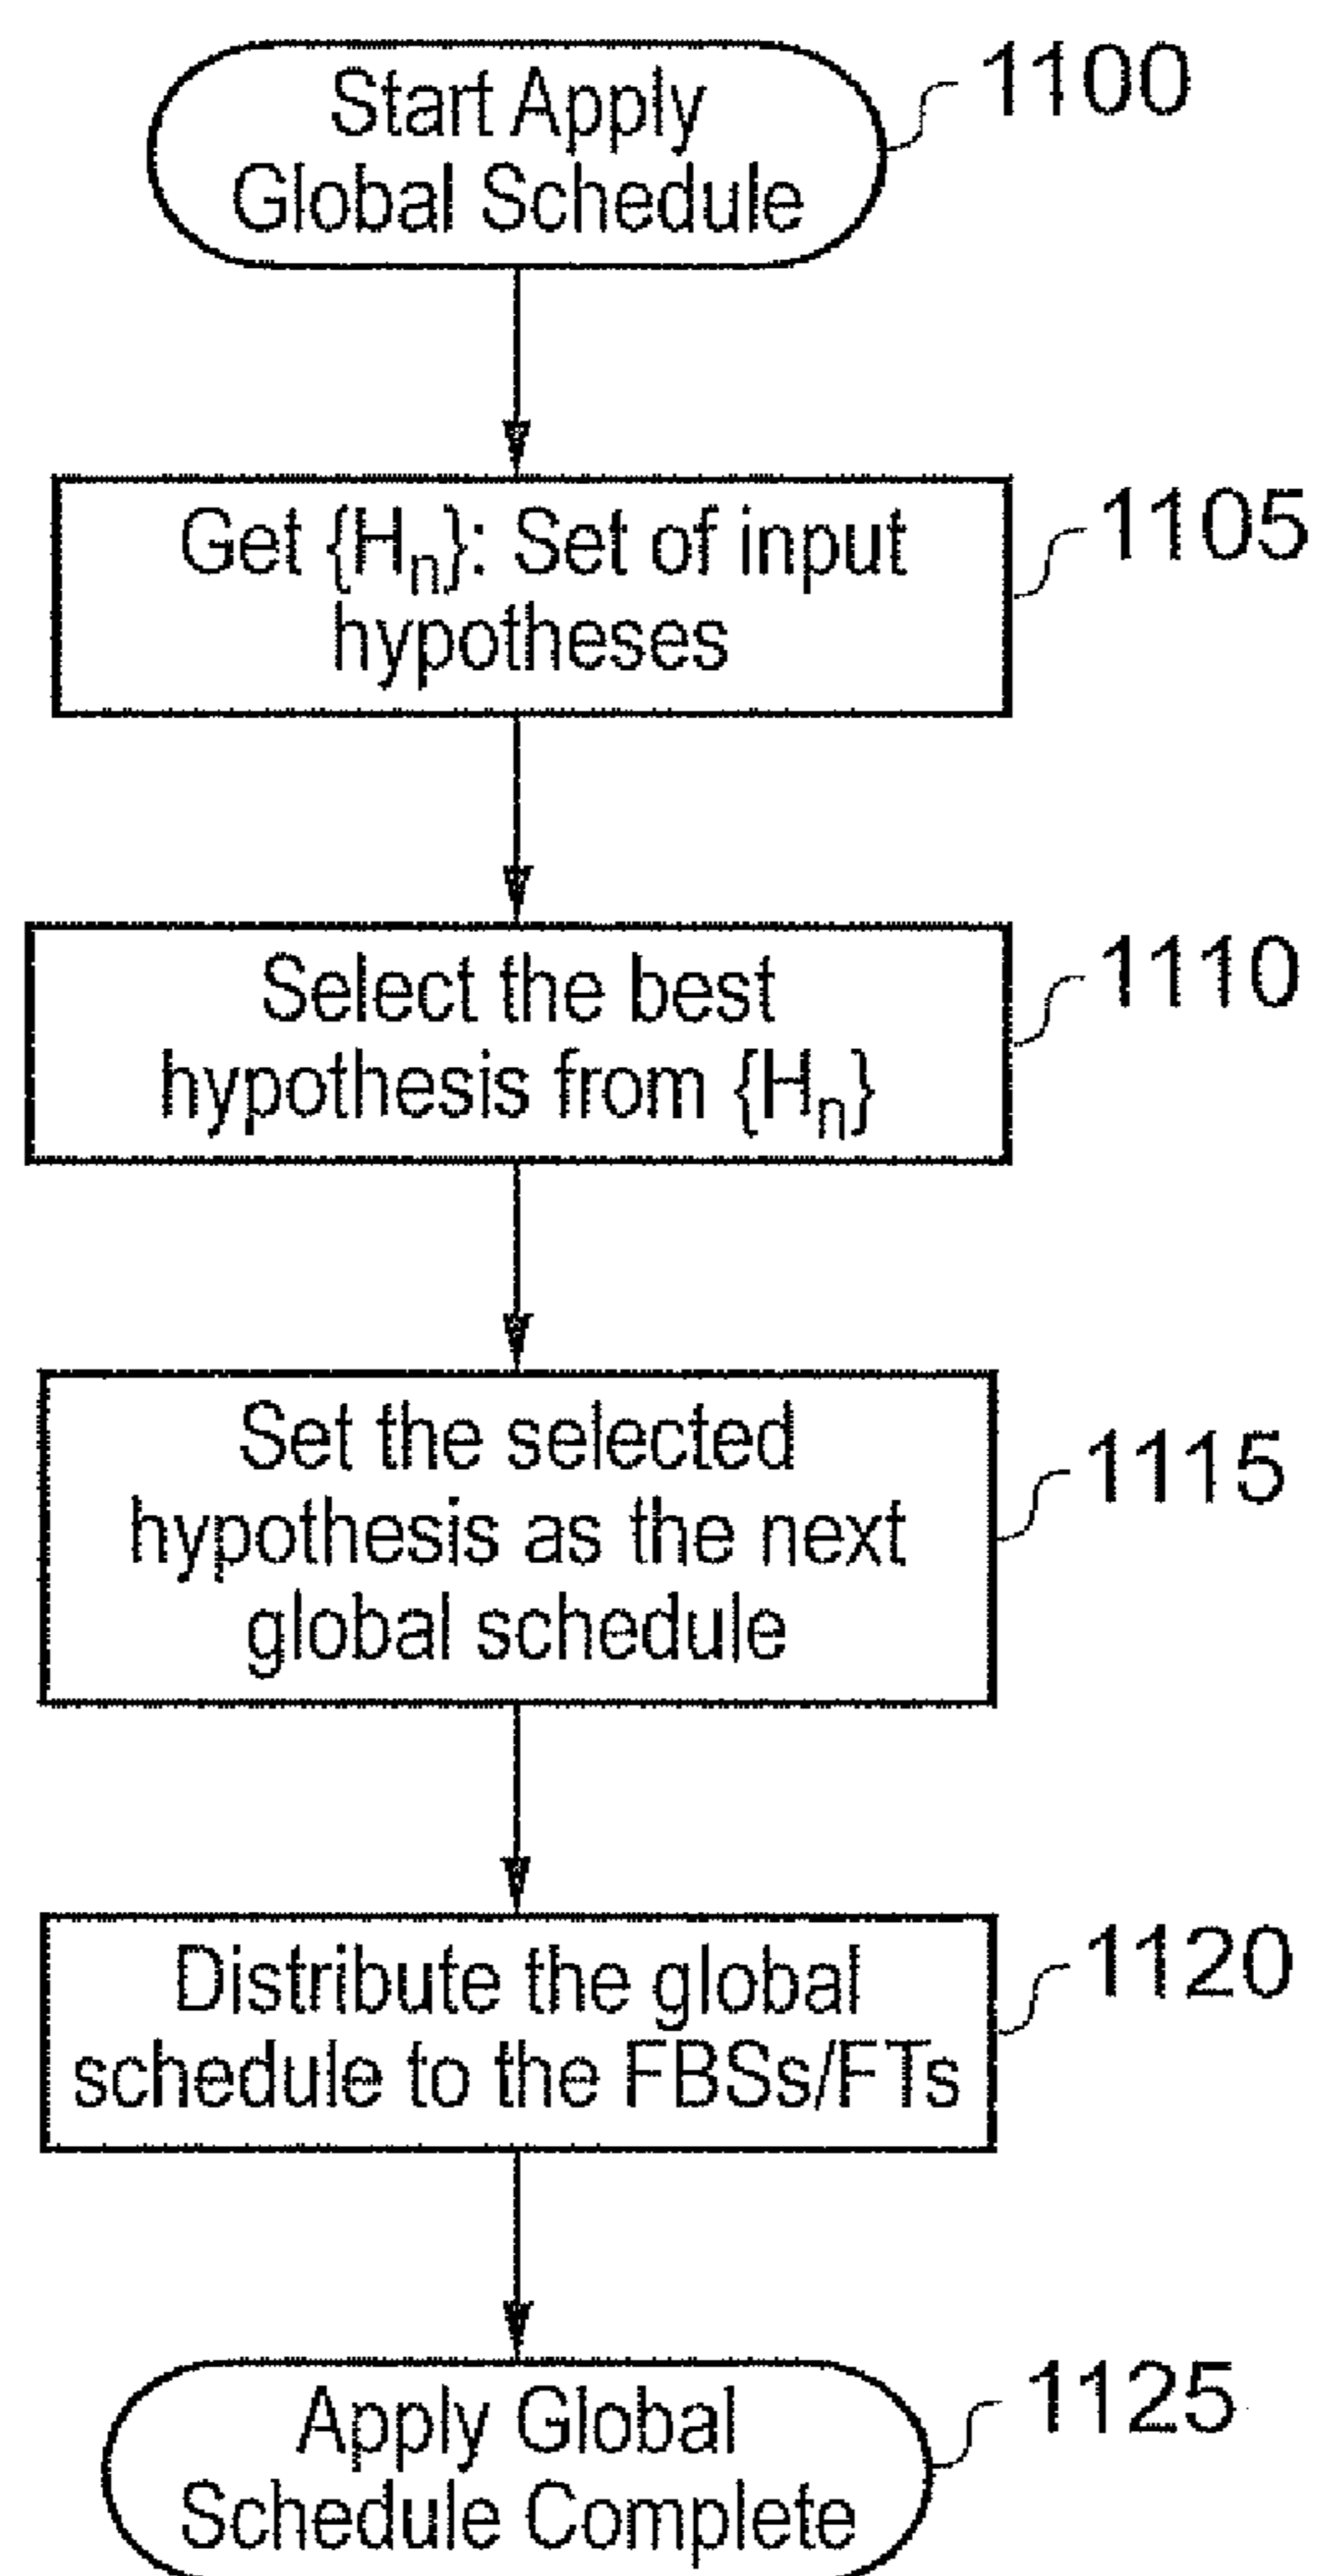 Start Apply
Global Schedule
1100
Get {Hn}: Set of input
hypotheses
1105
Select the best
hypothesis from {Hn}
1110
Set the selected
hypothesis as the next
global schedule
1115
Distribute the global
schedule to the FBSs/FTs
1120
Apply Global
Schedule Complete
1125